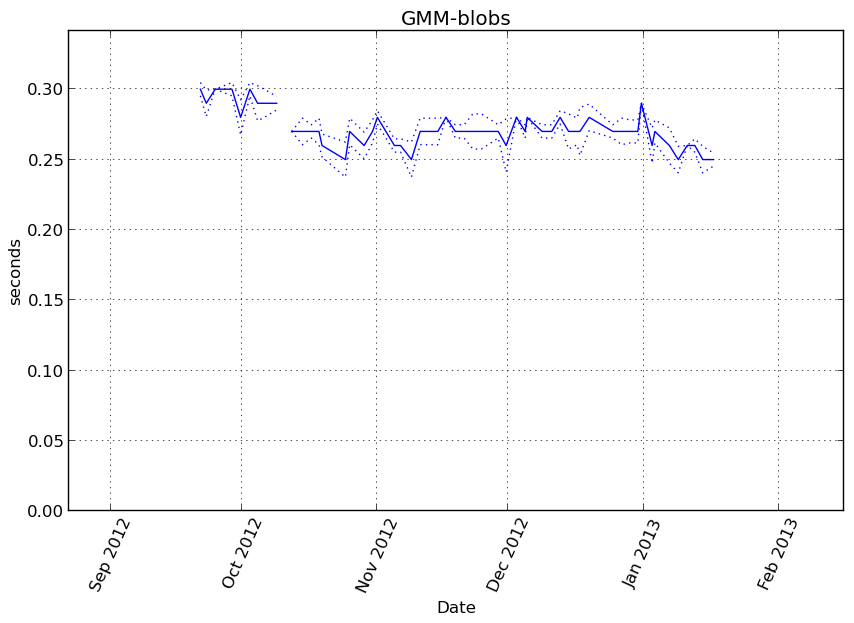 GMM-blobs
0.30
0.25
0.20
0.15
0.10
0.05
0.00
seconds
Sep 2012
Oct 2012
Nov 2012
Dec 2012
Jan 2013
Feb 2013
Date